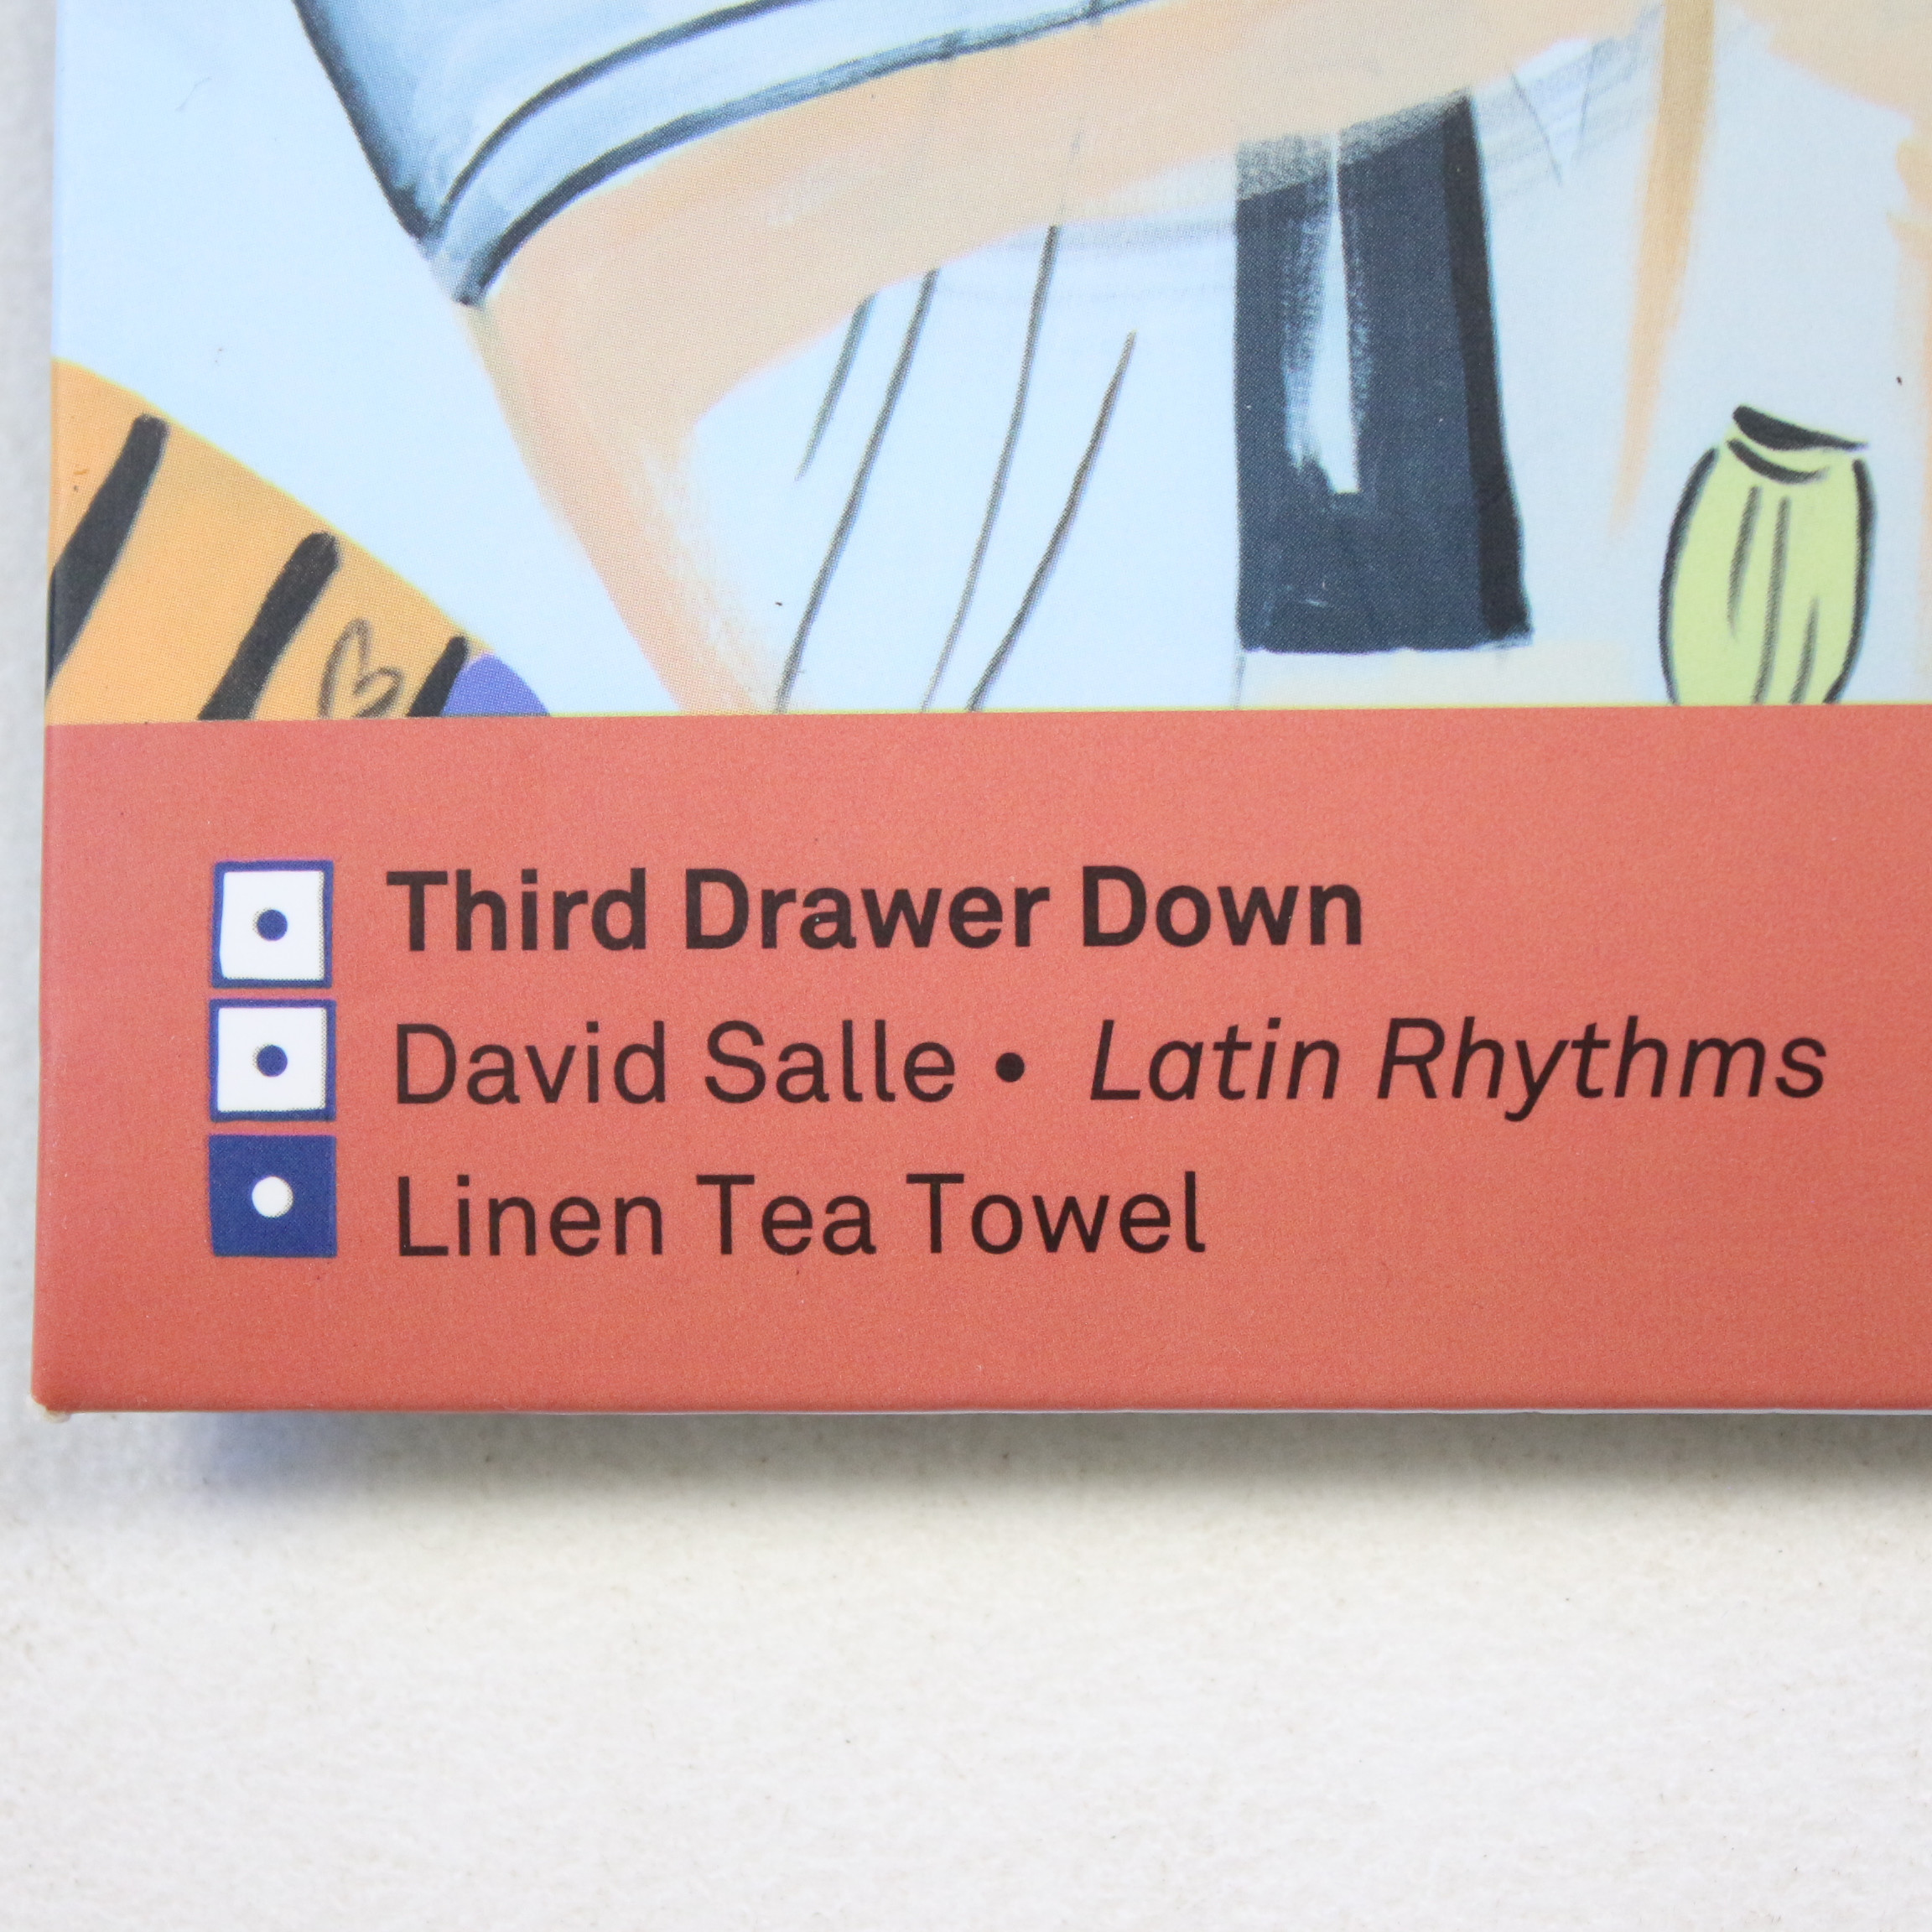 Third Drawer Down
David Salle • Latin Rhythms
Linen Tea Towel